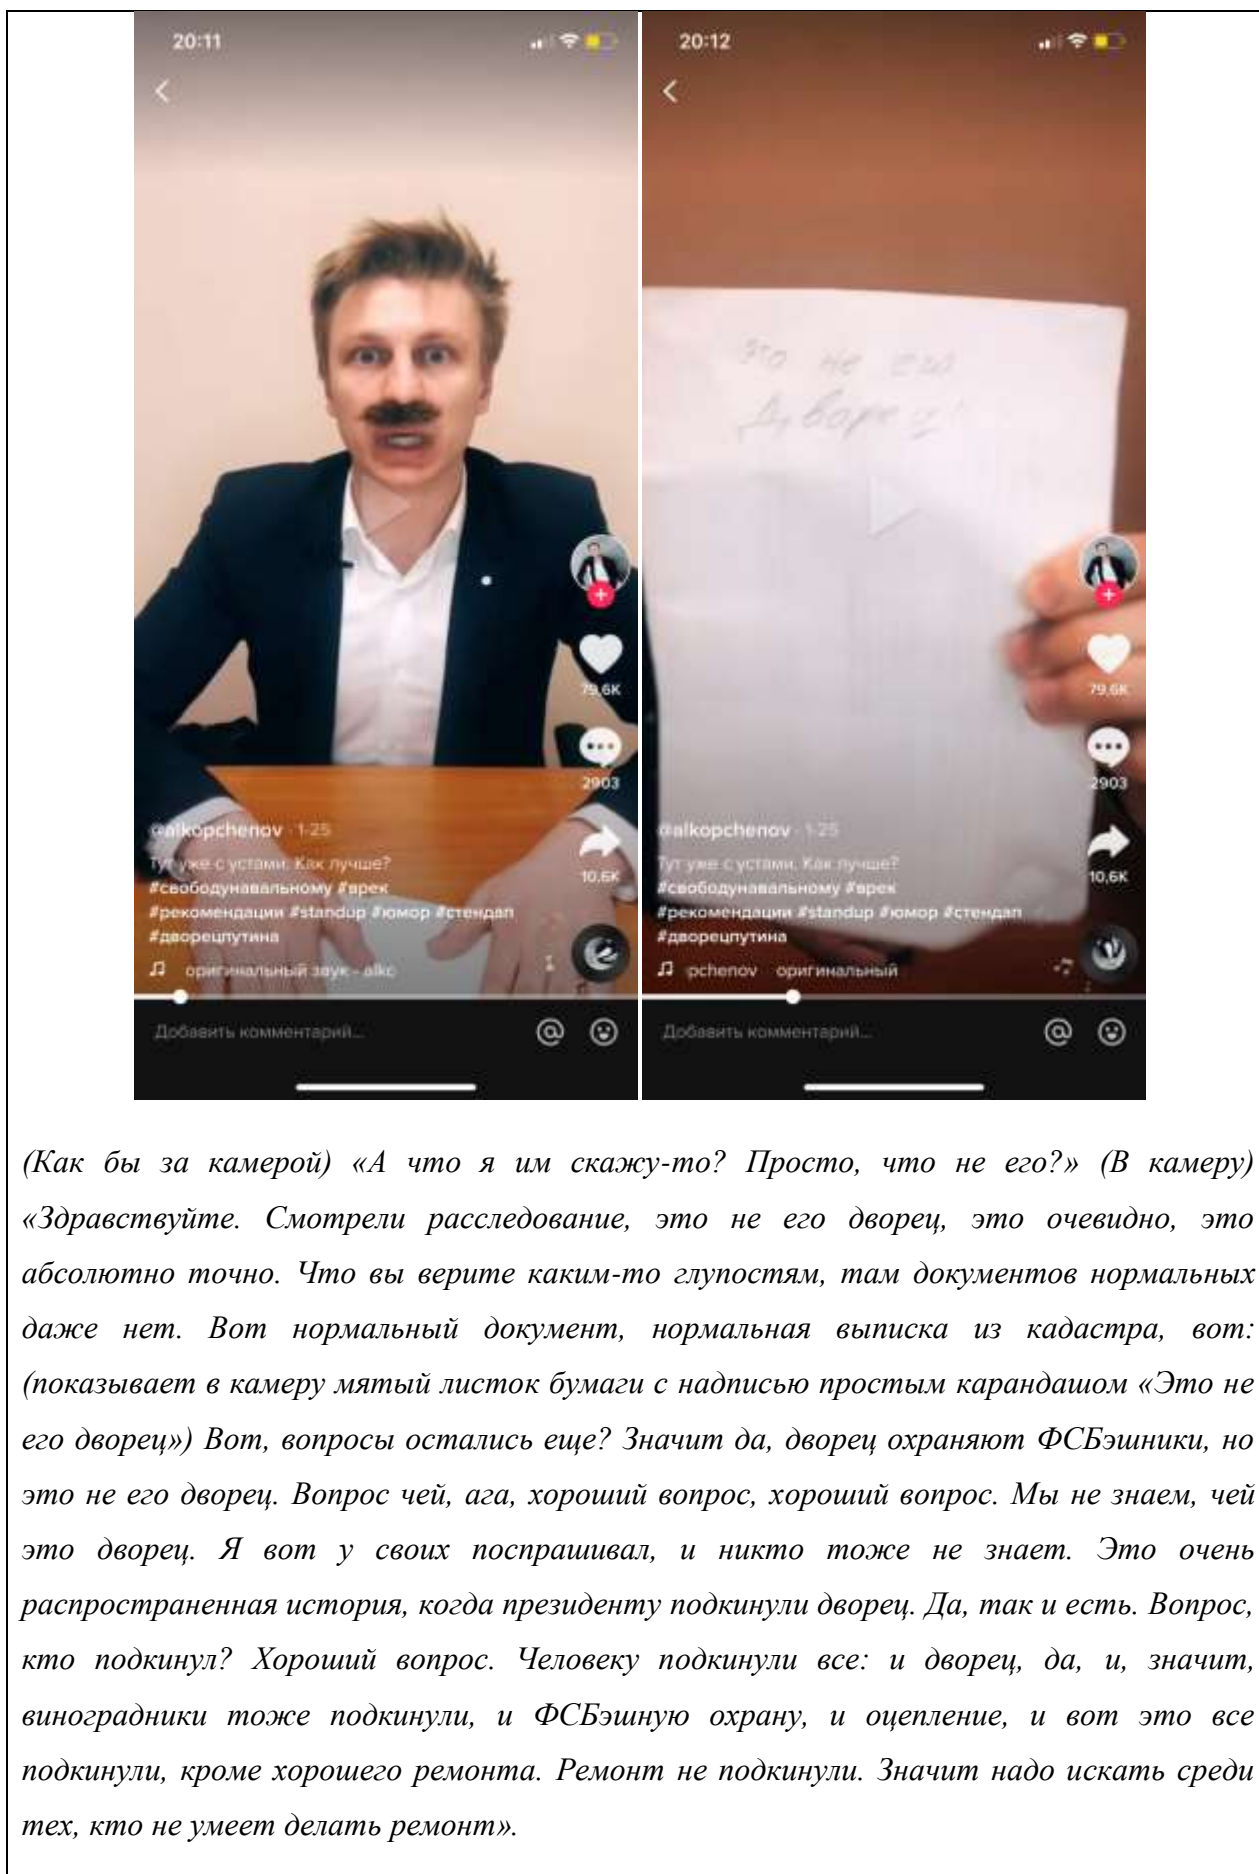 20:11
@alkopchenov · 1-25
Тут уже с устами. Как лучше?
#свободунавальному #врек
#рекомендации #standup #юмор #стендап
#дворецпутина
оригинальный звук - alko
79,6K
2903
10,6K
Добавить комментарий...
20:12
это не его
дворец
@alkopchenov · 1-25
Тут уже с устами. Как лучше?
#свободунавальному #врек
#рекомендации #standup #юмор #стендап
#дворецпутина
pchenov оригинальный
79,6K
2903
10,6K
Добавить комментарий...
(Как бы за камерой) «А что я им скажу-то? Просто, что не его?» (В камеру)
«Здравствуйте. Смотрели расследование, это не его дворец, это очевидно, это
абсолютно точно. Что вы верите каким-то глупостям, там документов нормальных
даже нет. Вот нормальный документ, нормальная выписка из кадастра, вот:
(показывает в камеру мятый листок бумаги с надписью простым карандашом «Это не
его дворец») Вот, вопросы остались еще? Значит да, дворец охраняют ФСБэшники, но
это не его дворец. Вопрос чей, ага, хороший вопрос, хороший вопрос. Мы не знаем, чей
это дворец. Я вот у своих поспрашивал, и никто тоже не знает. Это очень
распространенная история, когда президенту подкинули дворец. Да, так и есть. Вопрос,
кто подкинул? Хороший вопрос. Человеку подкинули все: и дворец, да, и, значит,
виноградники тоже подкинули, и ФСБэшную охрану, и оцепление, и вот это все
подкинули, кроме хорошего ремонта. Ремонт не подкинули. Значит надо искать среди
тех, кто не умеет делать ремонт».